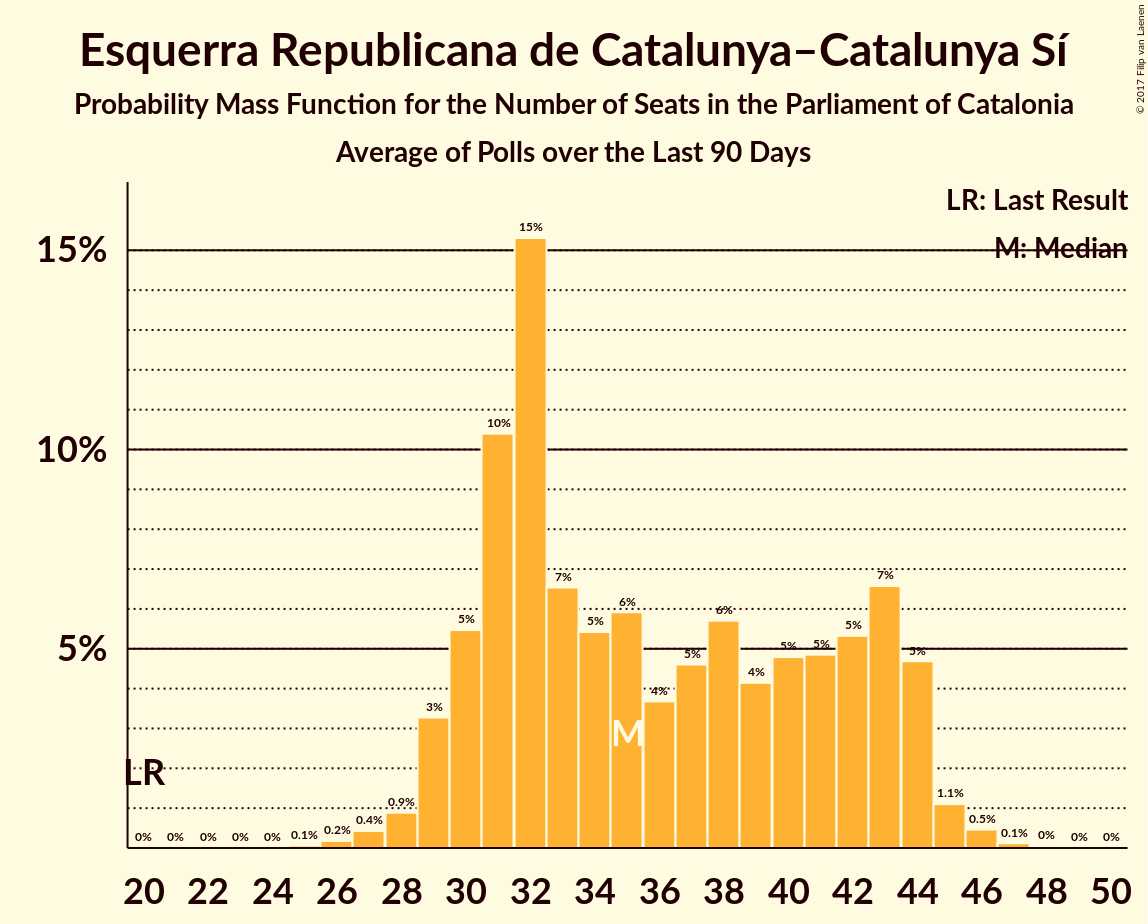 Esquerra Republicana de Catalunya–Catalunya Sí
Probability Mass Function for the Number of Seats in the Parliament of Catalonia
Average of Polls over the Last 90 Days
© 2017 Filip van Laenen
LR: Last Result
M: Median
15%
10%
5%
LR
M
0% 0% 0% 0% 0% 0.1% 0.2% 0.4% 0.9% 3% 5% 10% 15% 7% 5% 6% 4% 5% 6% 4% 5% 5% 5% 7% 5% 1.1% 0.5% 0.1% 0% 0% 0%
20 22 24 26 28 30 32 34 36 38 40 42 44 46 48 50